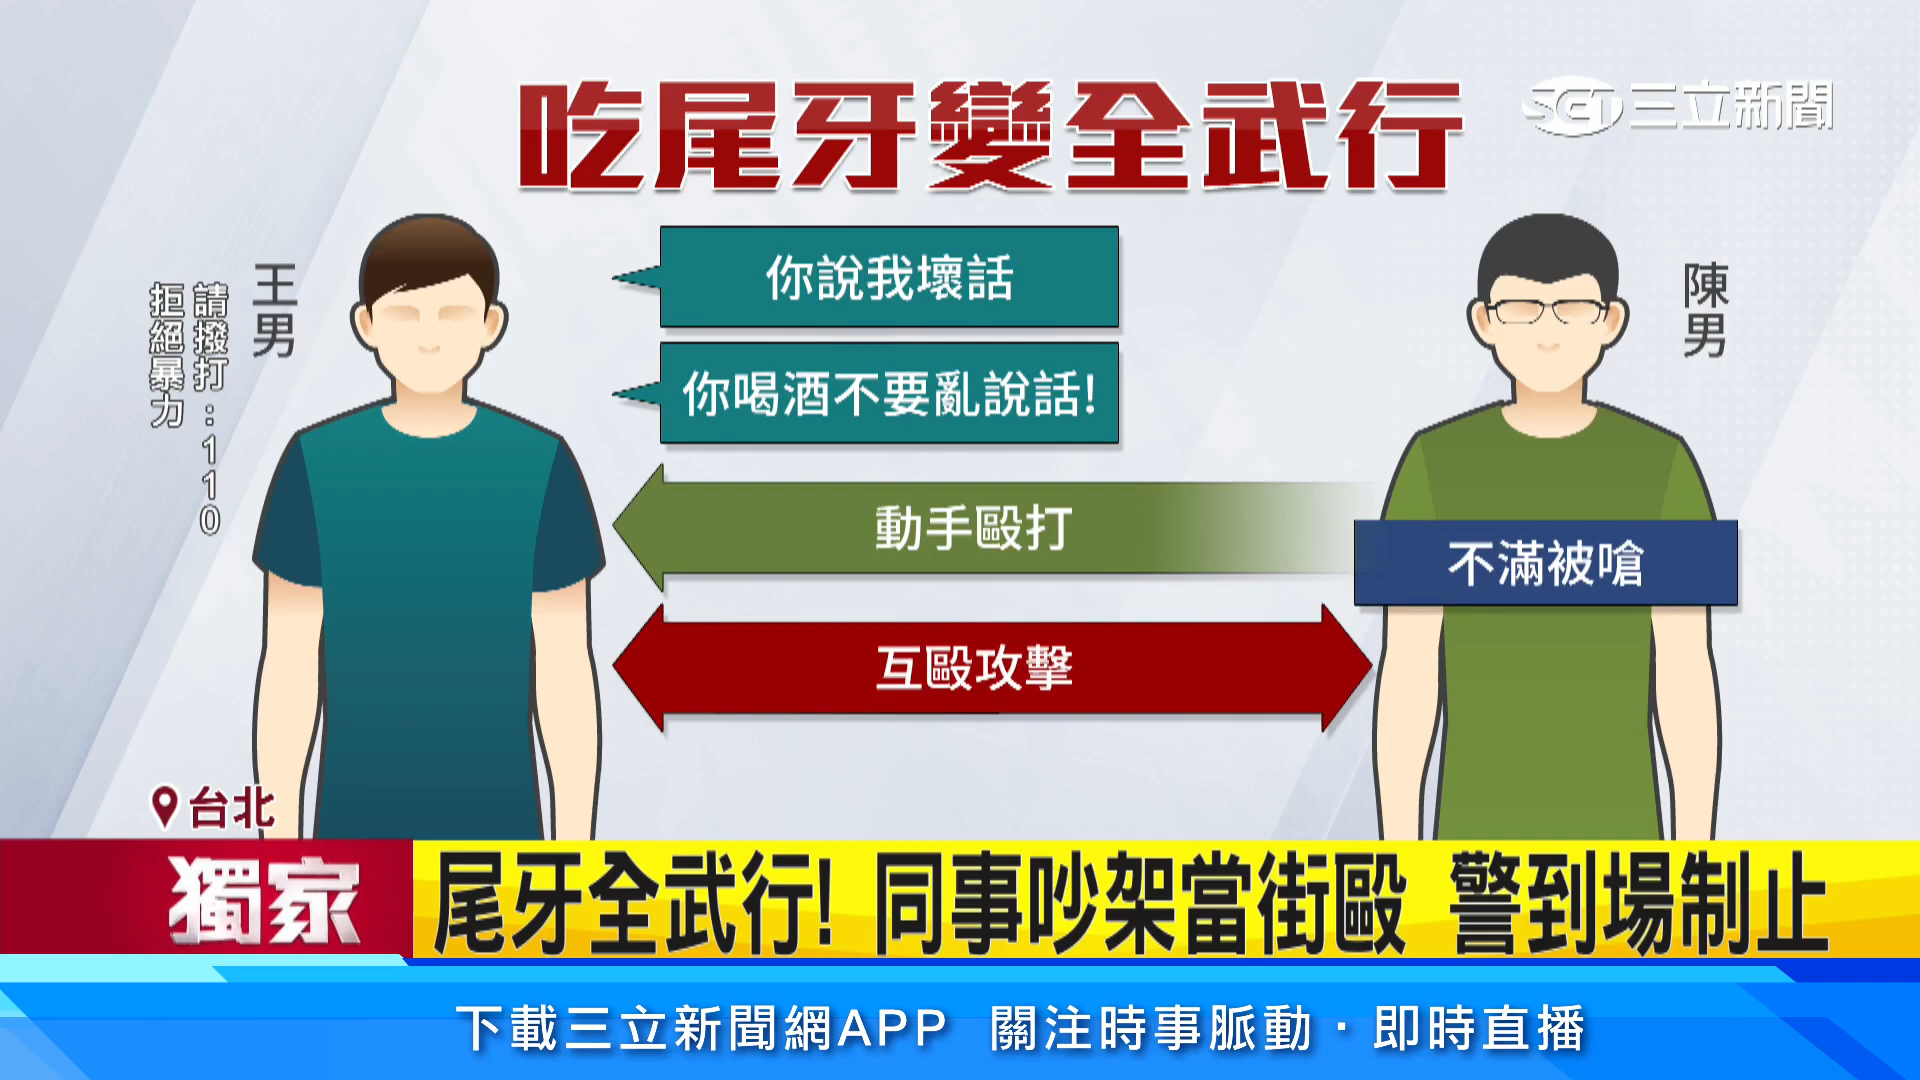 吃尾牙變全武行
SET三立新聞
王男
請撥打:110
拒絕暴力
你說我壞話
你喝酒不要亂說話!
動手毆打
互毆攻擊
陳男
不滿被嗆
台北
獨家
尾牙全武行! 同事吵架當街毆 警到場制止
下載三立新聞網APP 關注時事脈動·即時直播